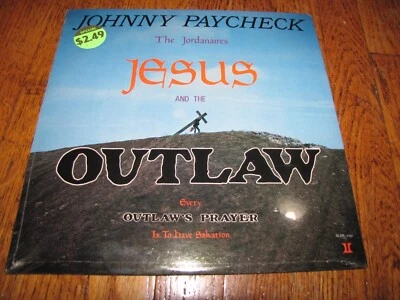 JOHNNY PAYCHECK
$2.49
The Jordanaires
JESUS
AND THE
OUTLAW
Every
OUTLAW'S PRAYER
Is To Have Salvation